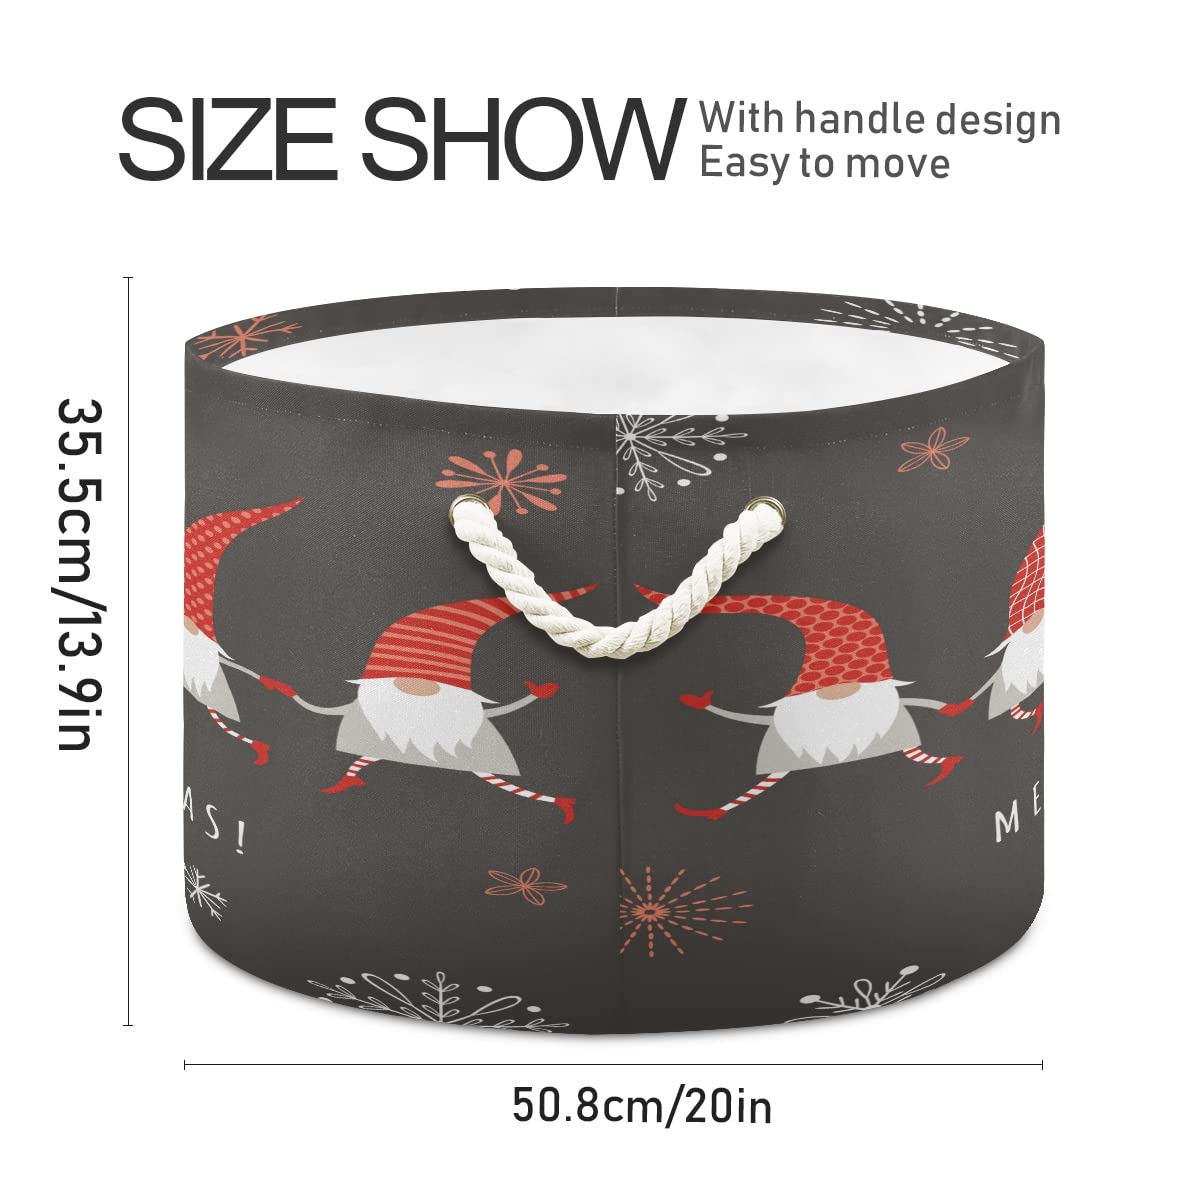 SIZE SHOW
With handle design
Easy to move
35.5cm/13.9in
AS!
ME
50.8cm/20in